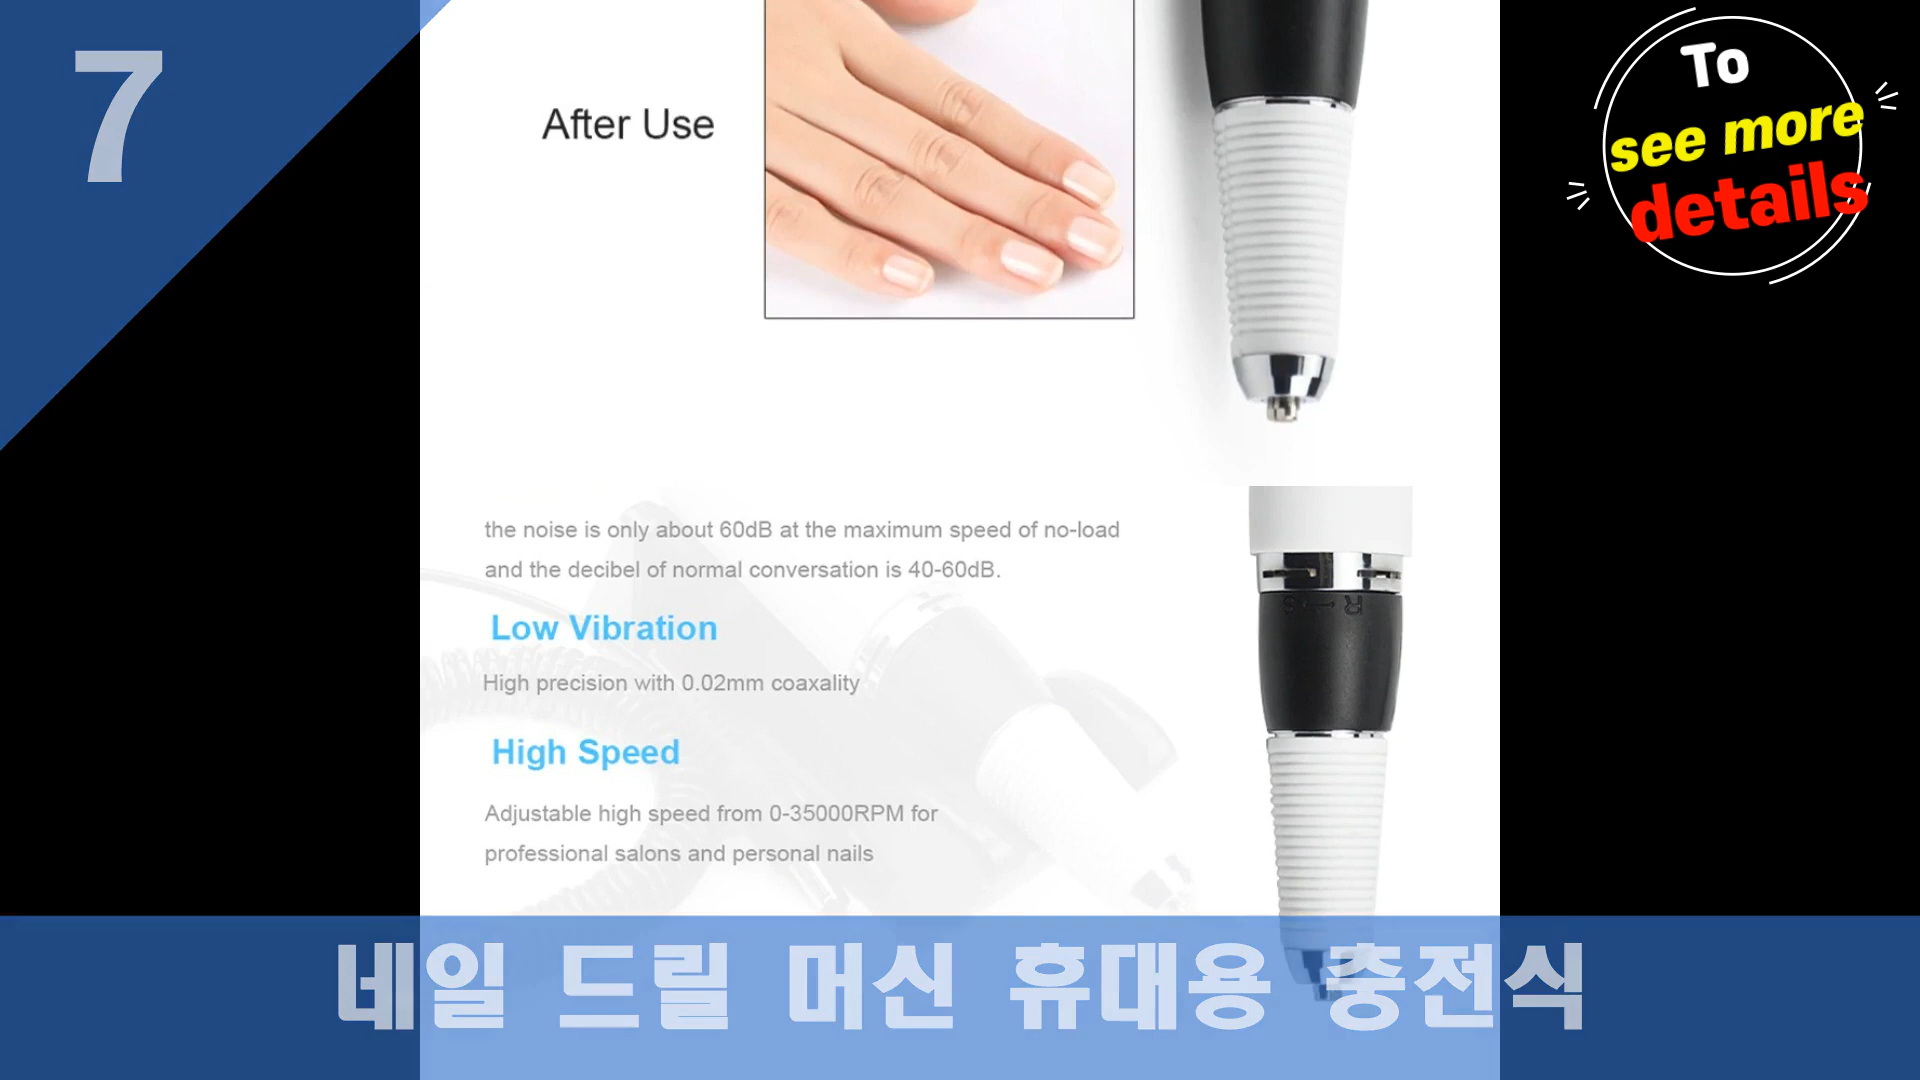 7
After Use
To
see more
details
the noise is only about 60dB at the maximum speed of no-load
and the decibel of normal conversation is 40-60dB.
Low Vibration
High precision with 0.02mm coaxality
High Speed
Adjustable high speed from 0-35000RPM for
professional salons and personal nails
S R
네일 드릴 머신 휴대용 충전식